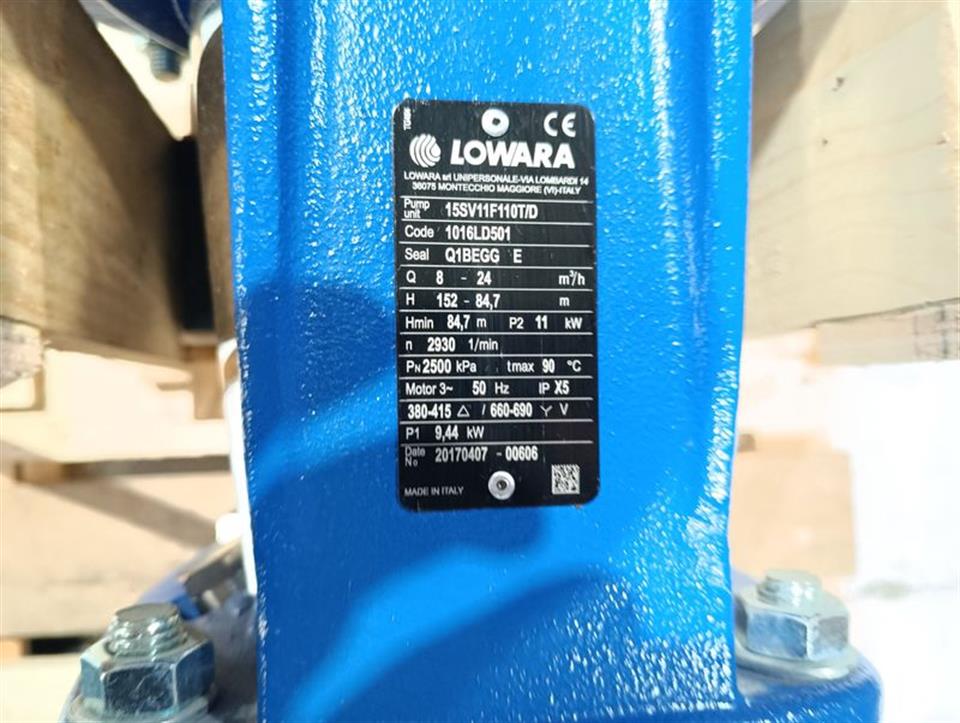 TG98
CE
LOWARA
LOWARA srl UNIPERSONALE-VIA LOMBARDI 14
36075 MONTECCHIO MAGGIORE (VI)-ITALY
Pump unit 15SV11F110T/D
Code 1016LD501
Seal Q1BEGG E
Q 8 - 24 m³/h
H 152 - 84,7 m
Hmin 84,7 m P2 11 kW
n 2930 1/min
PN 2500 kPa tmax 90 °C
Motor 3~ 50 Hz IP X5
380-415 △ / 660-690 Y V
P1 9,44 kW
Date No 20170407 - 00606
MADE IN ITALY